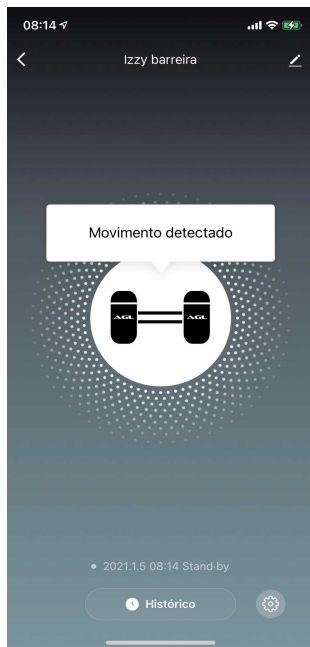 08:14
Izzy barreira
Movimento detectado
AGL AGL
2021.1.5 08:14 Stand-by
Histórico